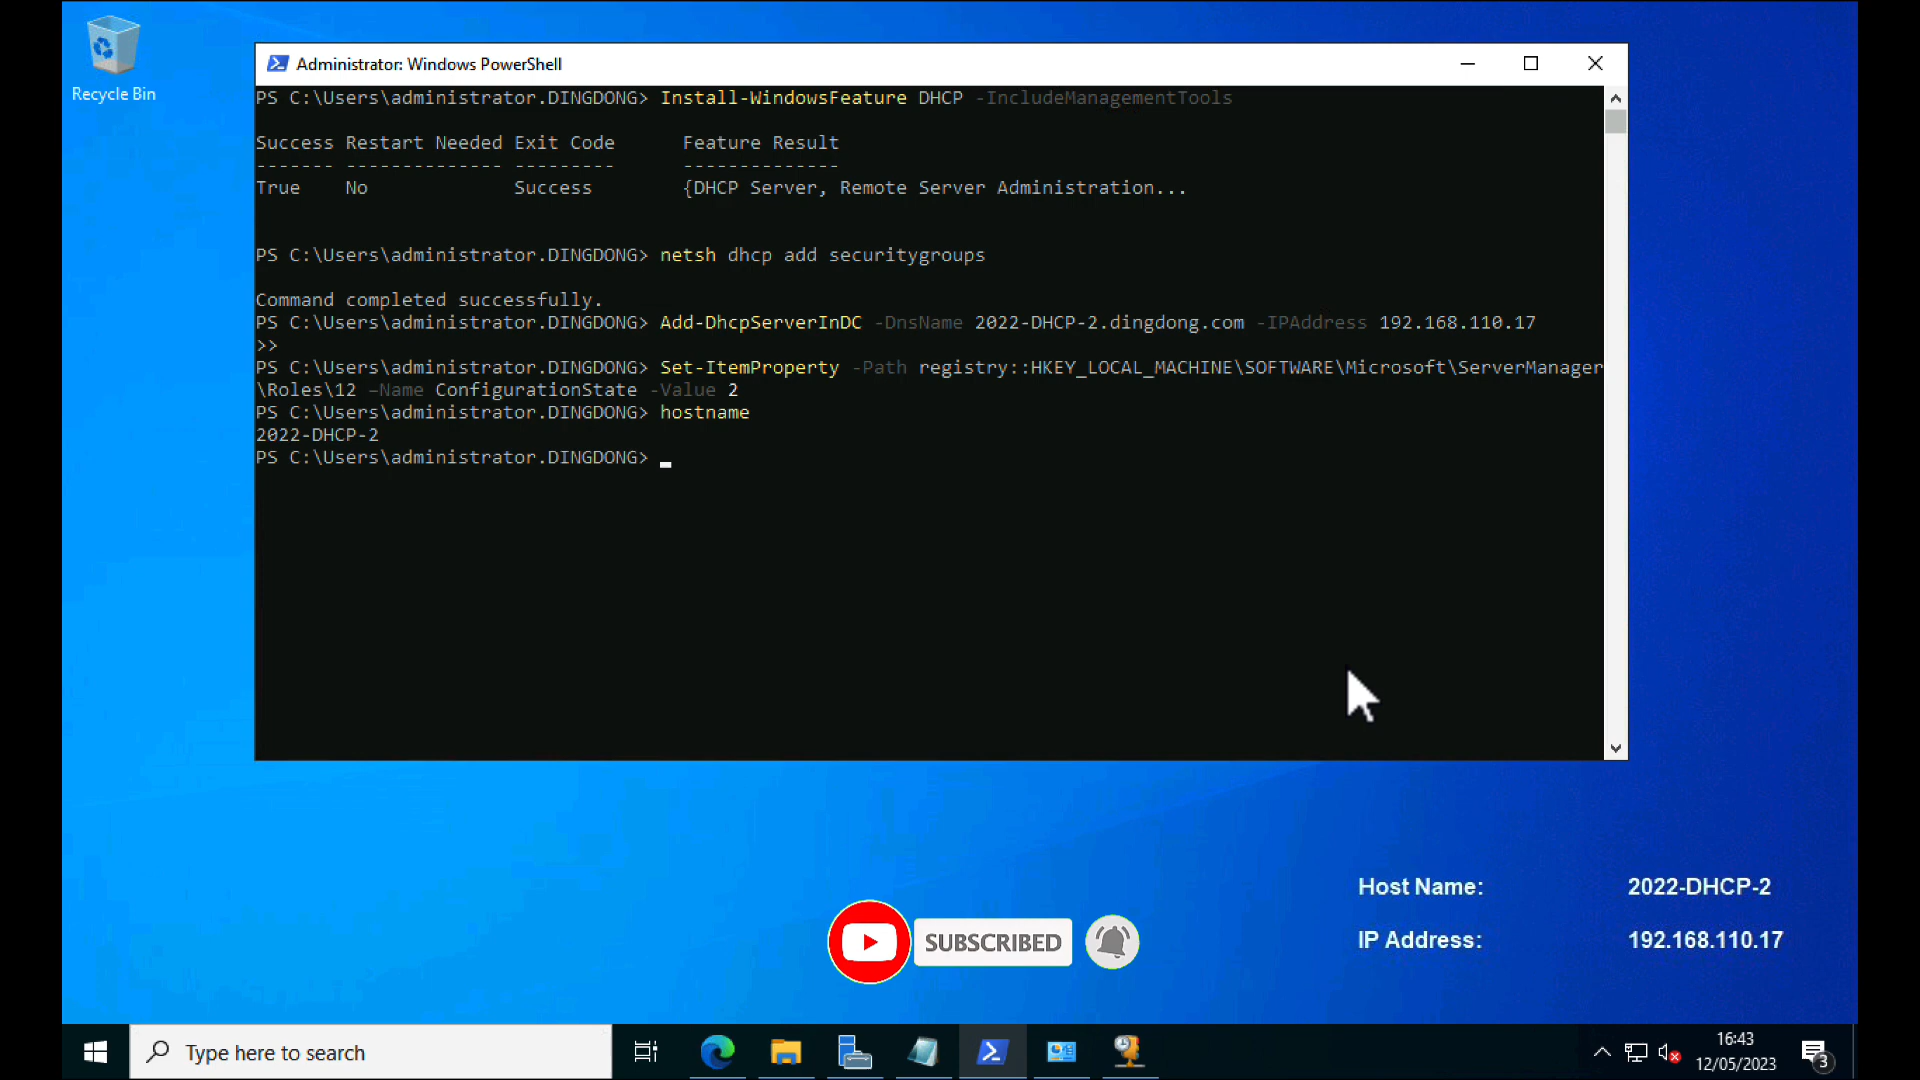 Recycle Bin
Administrator: Windows PowerShell
PS C:\Users\administrator.DINGDONG> Install-WindowsFeature DHCP -IncludeManagementTools
Success Restart Needed Exit Code      Feature Result
------- -------------- ---------      --------------
True    No             Success        {DHCP Server, Remote Server Administration...
PS C:\Users\administrator.DINGDONG> netsh dhcp add securitygroups
Command completed successfully.
PS C:\Users\administrator.DINGDONG> Add-DhcpServerInDC -DnsName 2022-DHCP-2.dingdong.com -IPAddress 192.168.110.17
>>
PS C:\Users\administrator.DINGDONG> Set-ItemProperty -Path registry::HKEY_LOCAL_MACHINE\SOFTWARE\Microsoft\ServerManager
\Roles\12 –Name ConfigurationState -Value 2
PS C:\Users\administrator.DINGDONG> hostname
2022-DHCP-2
PS C:\Users\administrator.DINGDONG>
Host Name: 2022-DHCP-2
IP Address: 192.168.110.17
SUBSCRIBED
Type here to search
16:43
12/05/2023
3